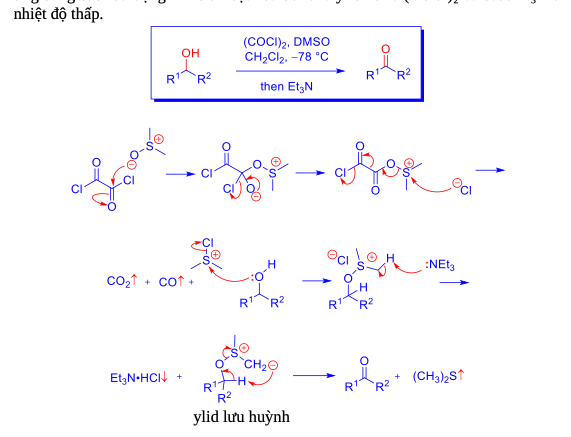 nhiệt độ thấp.
OH
R¹ R²
(COCl)₂, DMSO
CH₂Cl₂, –78 °C
then Et₃N
O
R¹ R²
O S ⊕ ⊖
O
Cl Cl
O
O
Cl O S ⊕
Cl O ⊖
O
Cl O S ⊕
O
⊖ Cl
CO₂↑ + CO↑ +
Cl
S ⊕
H
:O
R¹ R²
⊖ Cl
S ⊕ H
O
H
R¹ R²
:NEt₃
Et₃N•HCl↓ +
S ⊕
O CH₂ ⊖
R¹ H
R²
O
R¹ R²
+ (CH₃)₂S↑
ylid lưu huỳnh